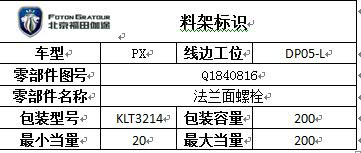 FOTON GRATOUR
北京福田伽途
料架标识
车型 PX 线边工位 DP05-L
零部件图号 Q1840816
零部件名称 法兰面螺栓
包装型号 KLT3214 包装容量 200
最小当量 20 最大当量 200